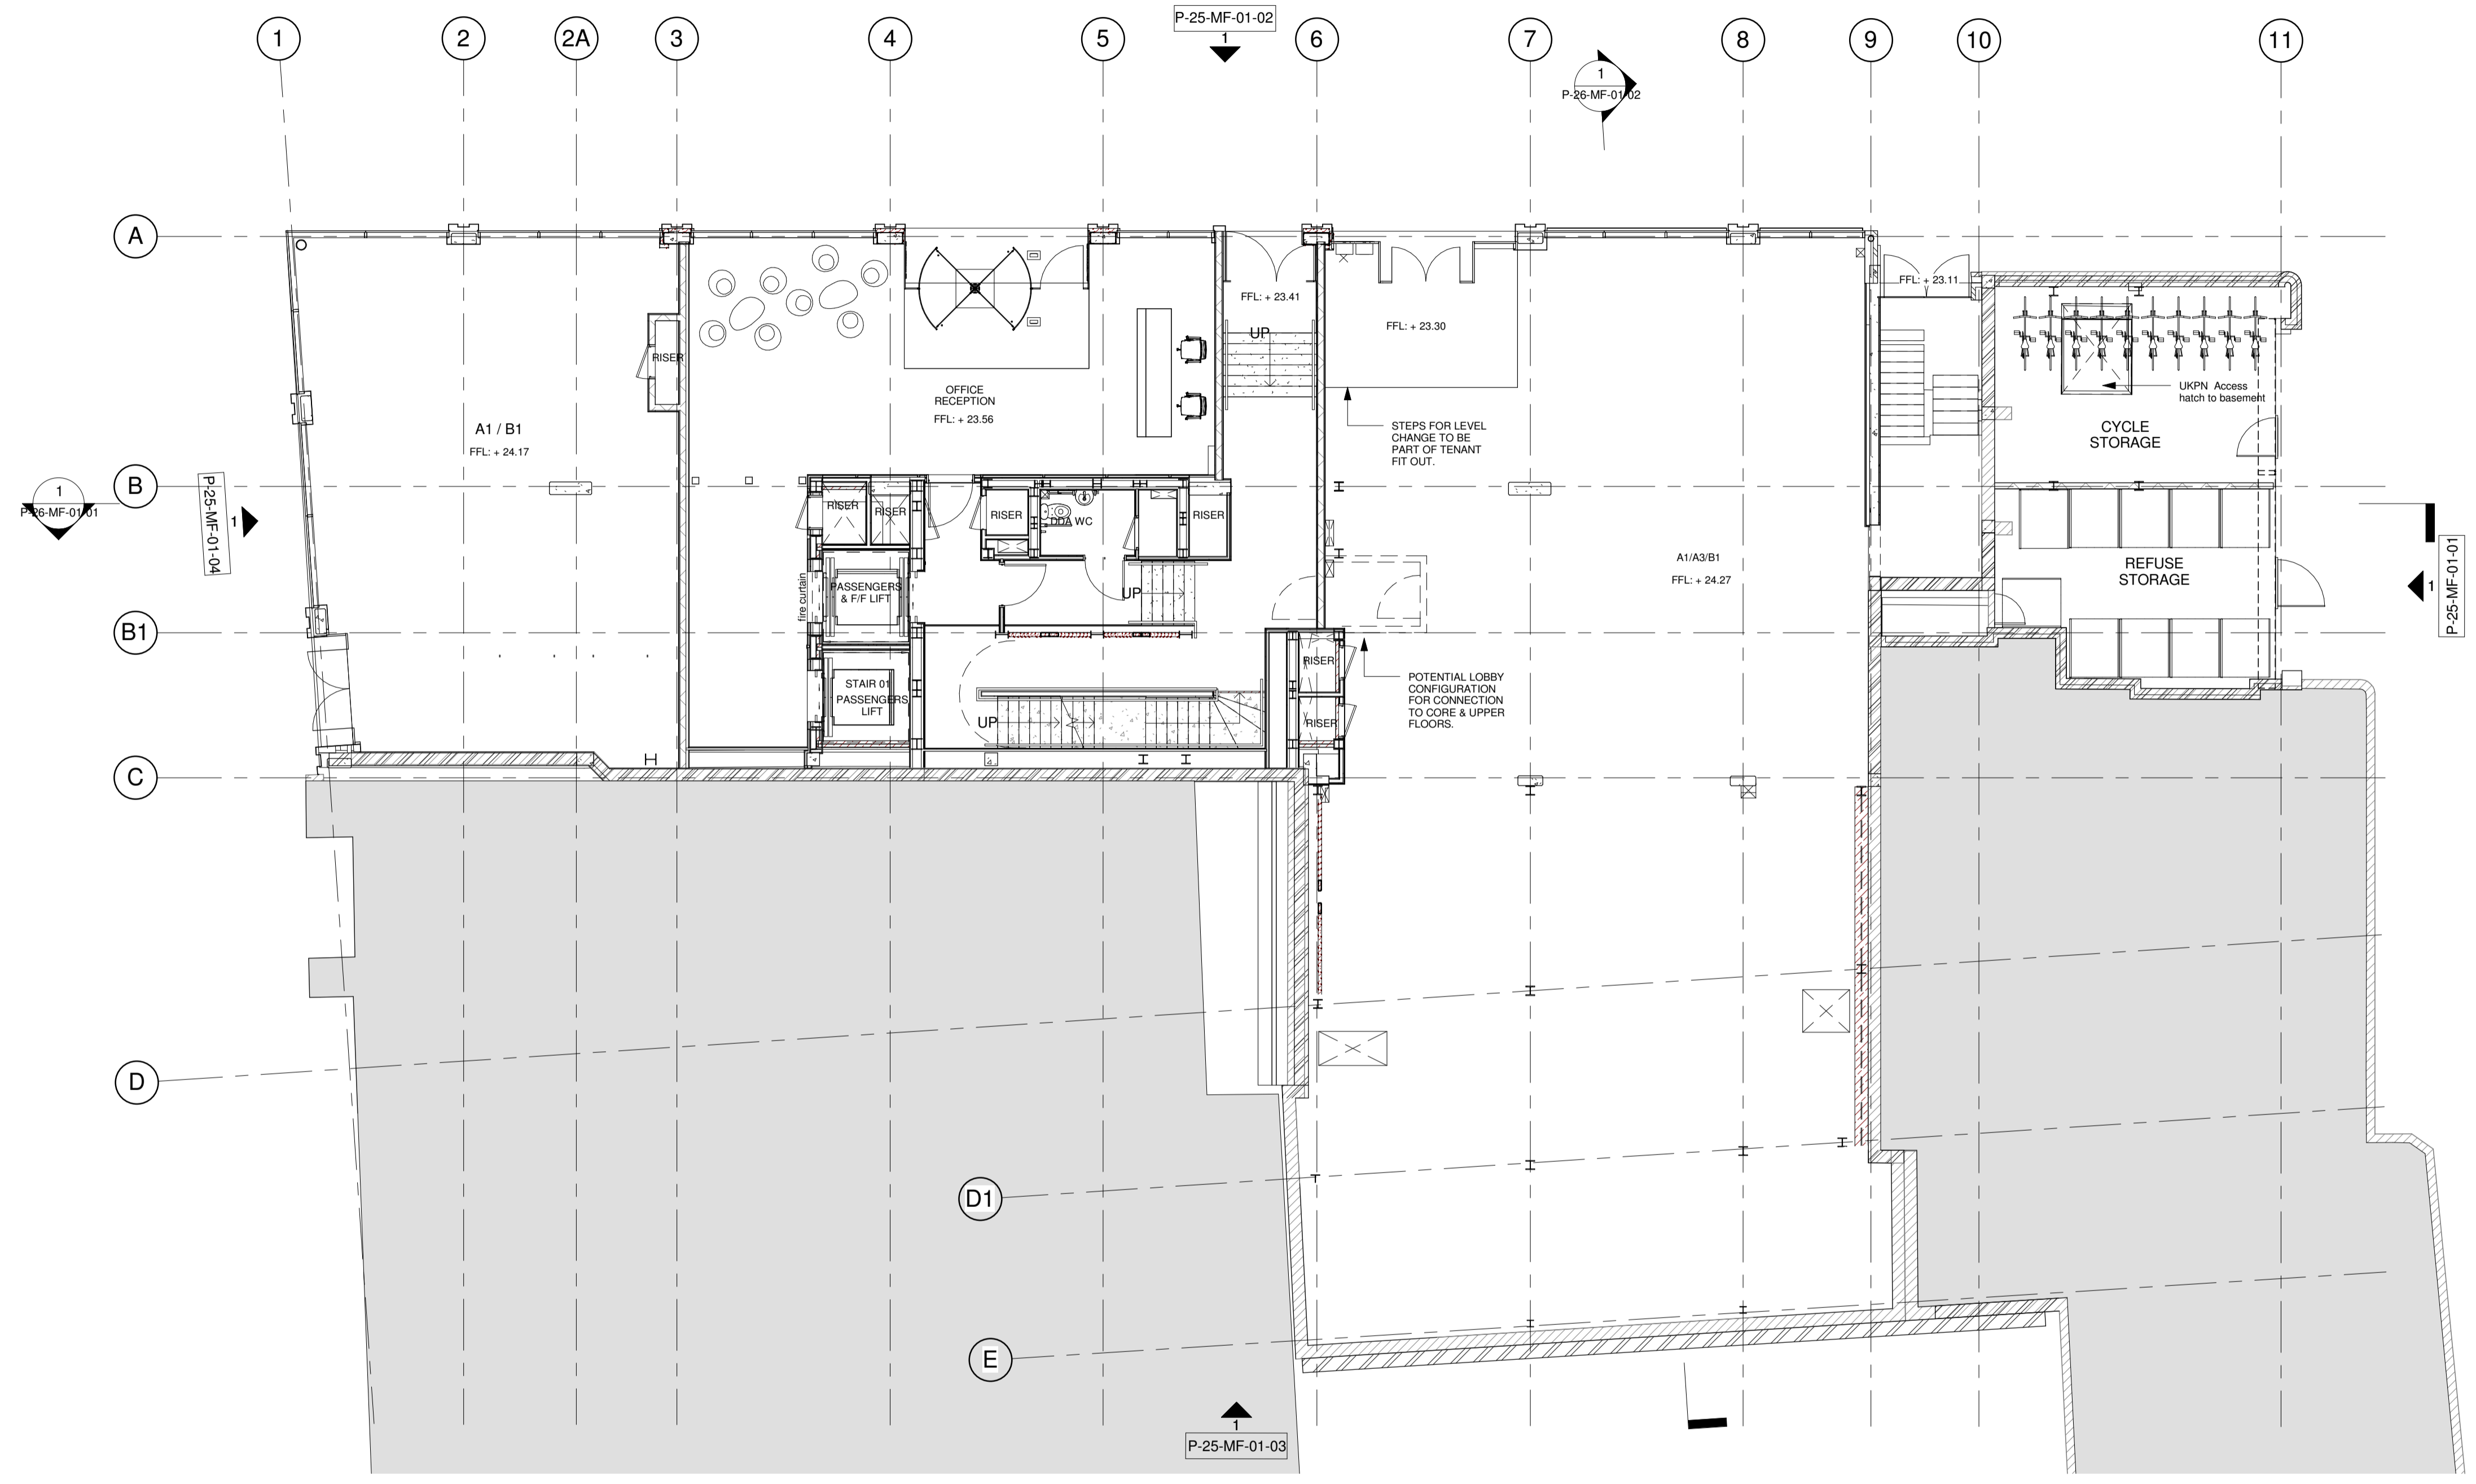 P-25-MF-01-02
1
1
2
2A
3
4
5
6
7
8
9
10
11
1
P-26-MF-01-02
A
FFL: + 23.11
FFL: + 23.41
UP
FFL: + 23.30
RISER
OFFICE
RECEPTION
FFL: + 23.56
UKPN Access
hatch to basement
A1 / B1
FFL: + 24.17
STEPS FOR LEVEL
CHANGE TO BE
PART OF TENANT
FIT OUT.
CYCLE
STORAGE
B
1
P-26-MF-01-01
P-25-MF-01-04
1
RISER
RISER
RISER
DDA WC
RISER
A1/A3/B1
FFL: + 24.27
REFUSE
STORAGE
1
P-25-MF-01-01
fire curtain
PASSENGERS
& F/F LIFT
UP
B1
RISER
STAIR 01
PASSENGERS
LIFT
UP
RISER
POTENTIAL LOBBY
CONFIGURATION
FOR CONNECTION
TO CORE & UPPER
FLOORS.
C
D
D1
E
1
P-25-MF-01-03